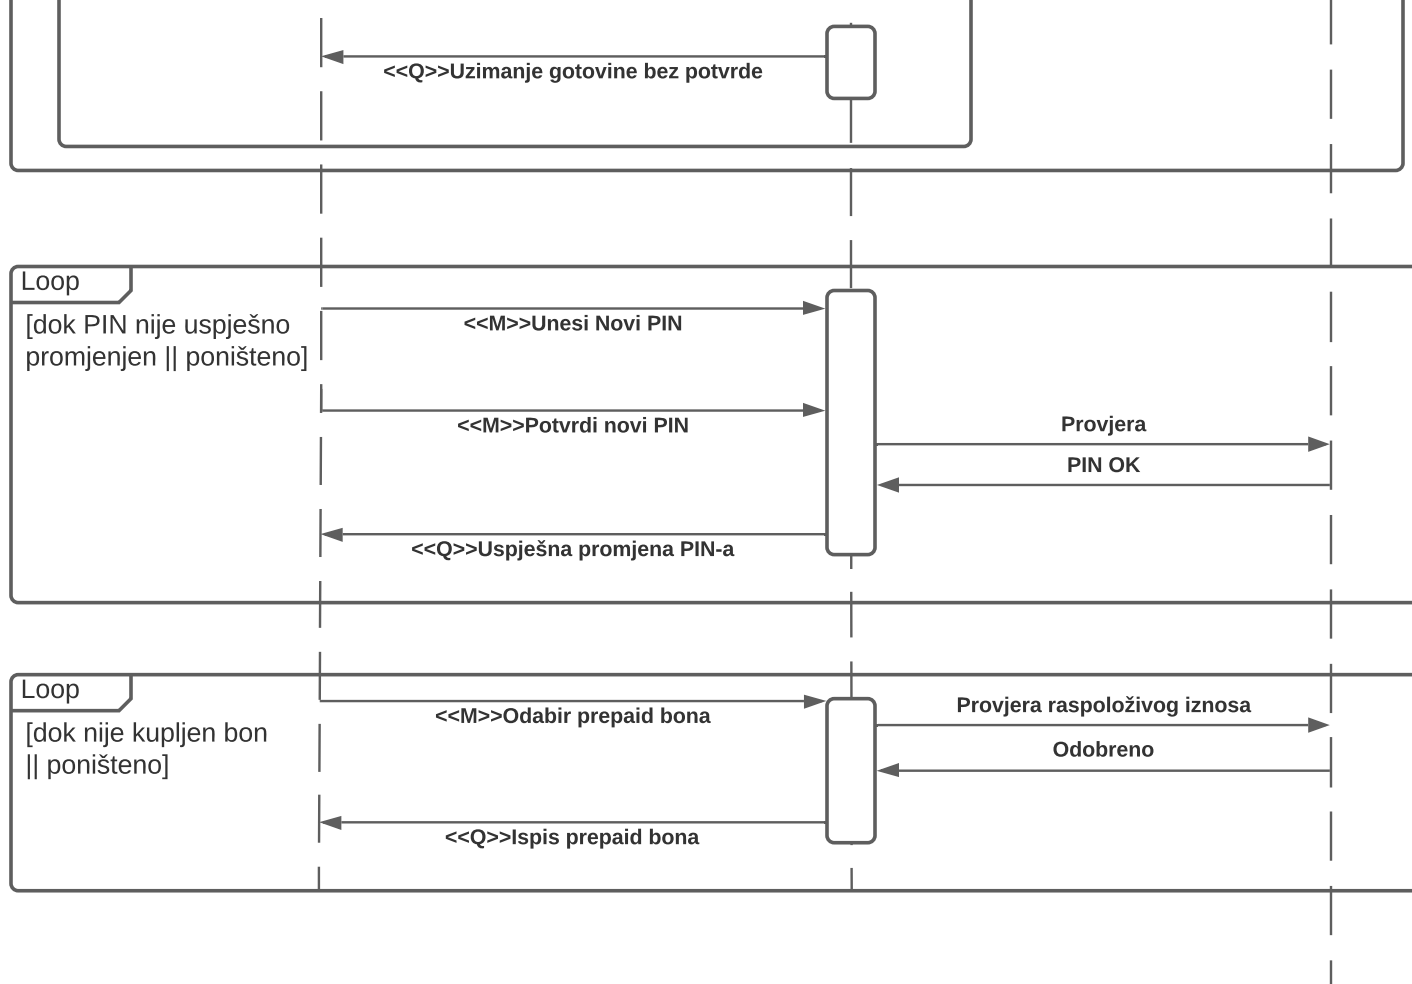 <<Q>>Uzimanje gotovine bez potvrde
Loop
[dok PIN nije uspješno
promjenjen || poništeno]
<<M>>Unesi Novi PIN
<<M>>Potvrdi novi PIN
Provjera
PIN OK
<<Q>>Uspješna promjena PIN-a
Loop
[dok nije kupljen bon
|| poništeno]
<<M>>Odabir prepaid bona
Provjera raspoloživog iznosa
Odobreno
<<Q>>Ispis prepaid bona